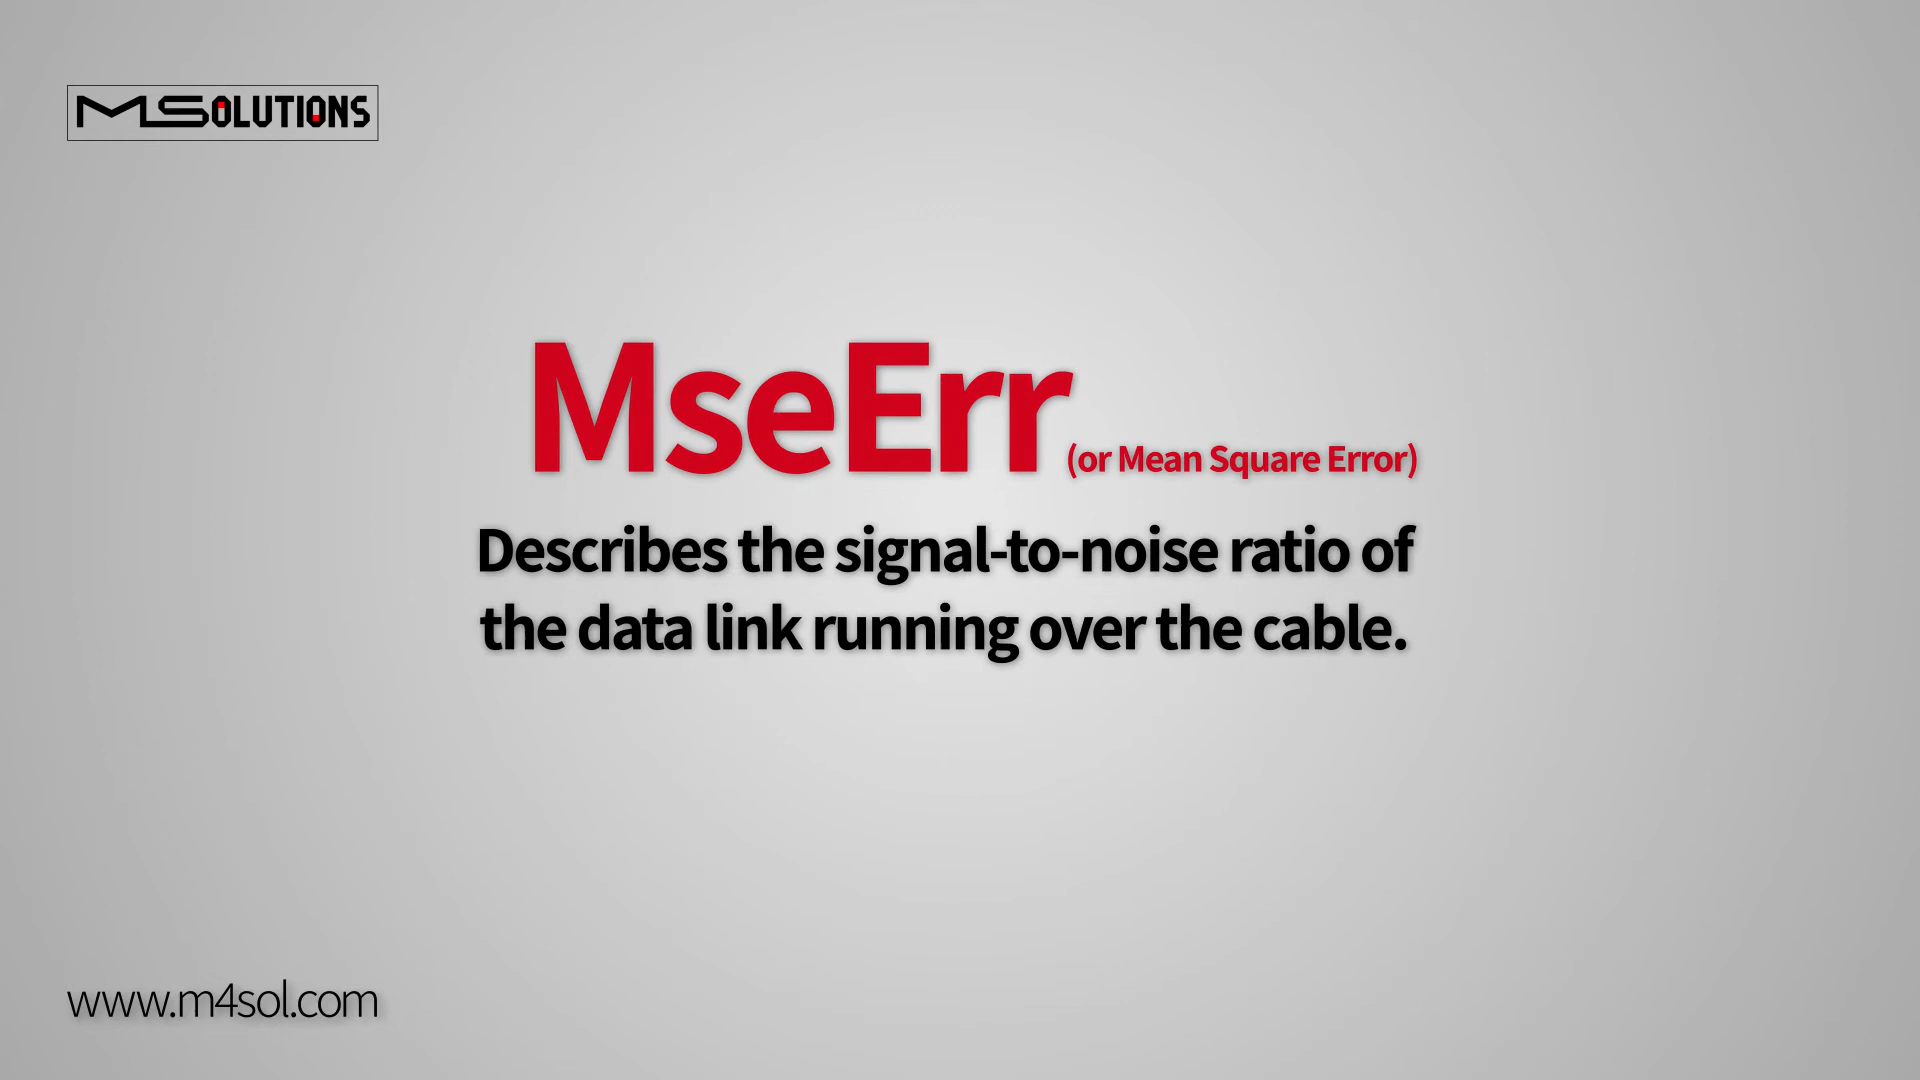 MSOLUTIONS
MseErr (or Mean Square Error)
Describes the signal-to-noise ratio of
the data link running over the cable.
www.m4sol.com